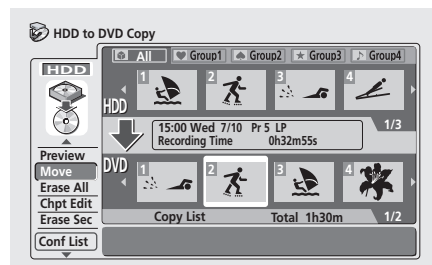 HDD to DVD Copy
HDD
All Group1 Group2 Group3 Group4
1 2 3 4
HDD
15:00 Wed 7/10 Pr 5 LP
Recording Time 0h32m55s
1/3
DVD
1 2 3 4
Copy List Total 1h30m 1/2
Preview
Move
Erase All
Chpt Edit
Erase Sec
Conf List